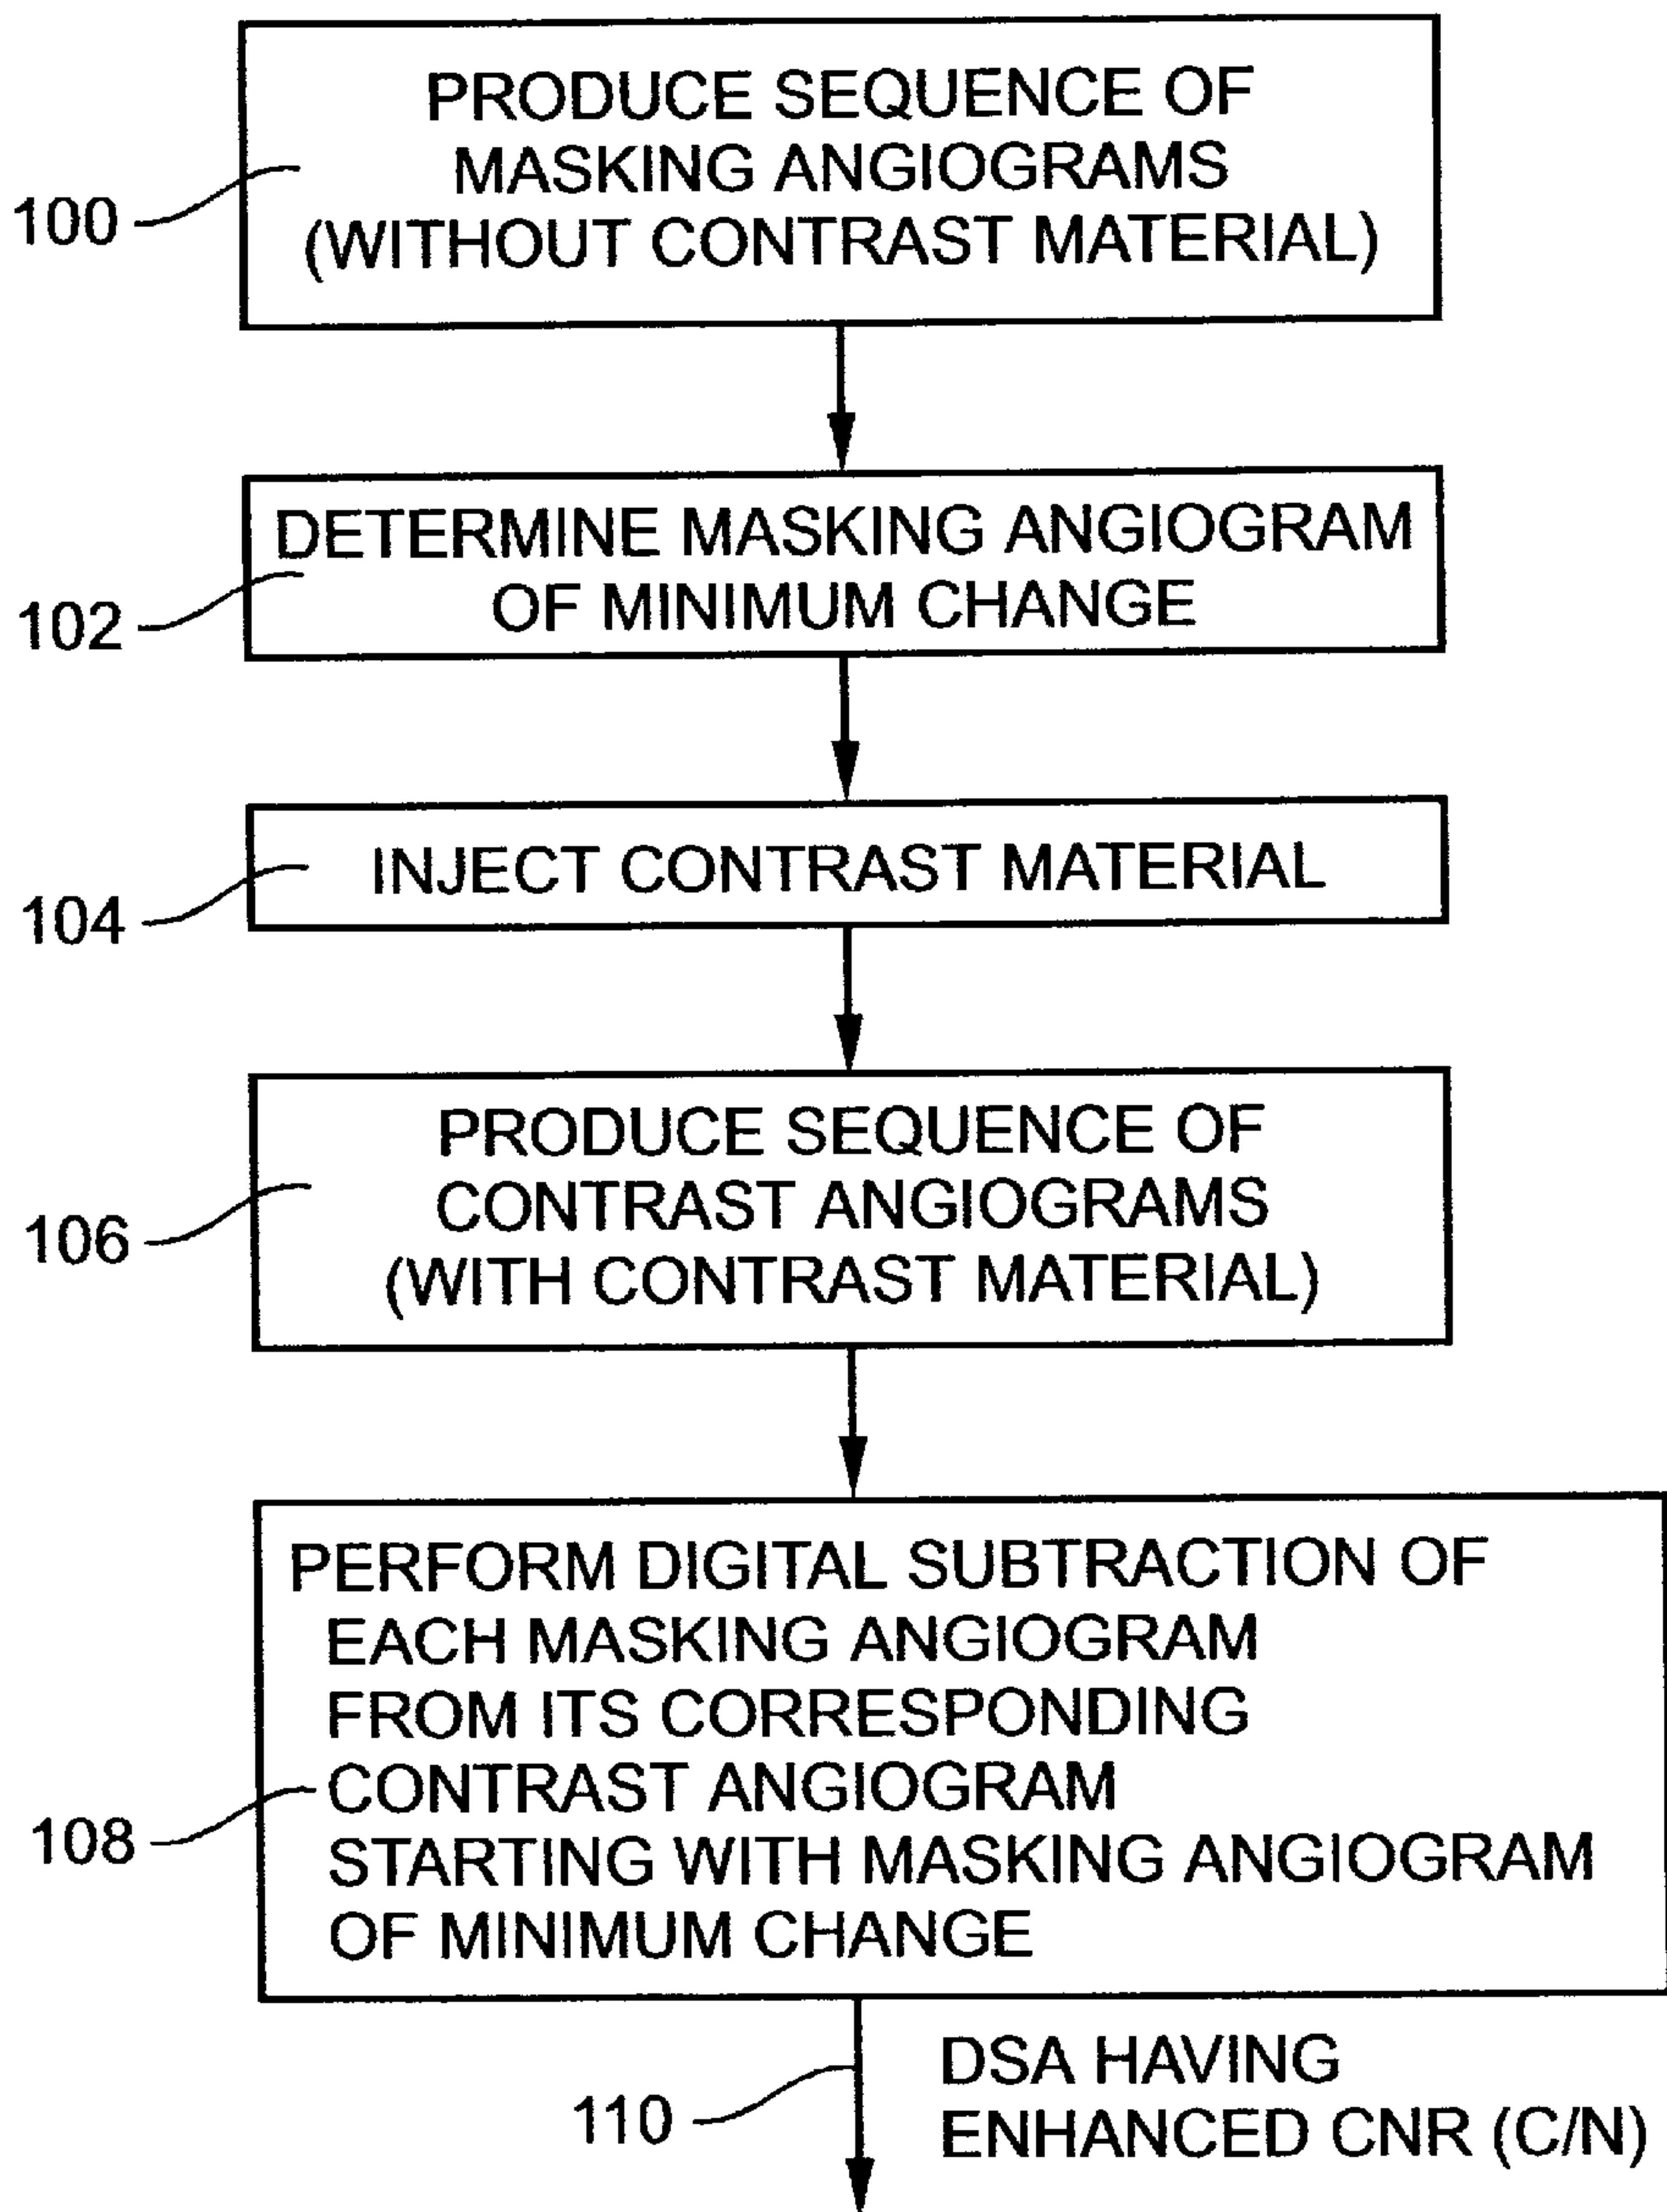 PRODUCE SEQUENCE OF
MASKING ANGIOGRAMS
(WITHOUT CONTRAST MATERIAL)
100
DETERMINE MASKING ANGIOGRAM
OF MINIMUM CHANGE
102
INJECT CONTRAST MATERIAL
104
PRODUCE SEQUENCE OF
CONTRAST ANGIOGRAMS
(WITH CONTRAST MATERIAL)
106
PERFORM DIGITAL SUBTRACTION OF
EACH MASKING ANGIOGRAM
FROM ITS CORRESPONDING
CONTRAST ANGIOGRAM
STARTING WITH MASKING ANGIOGRAM
OF MINIMUM CHANGE
108
DSA HAVING
ENHANCED CNR (C/N)
110